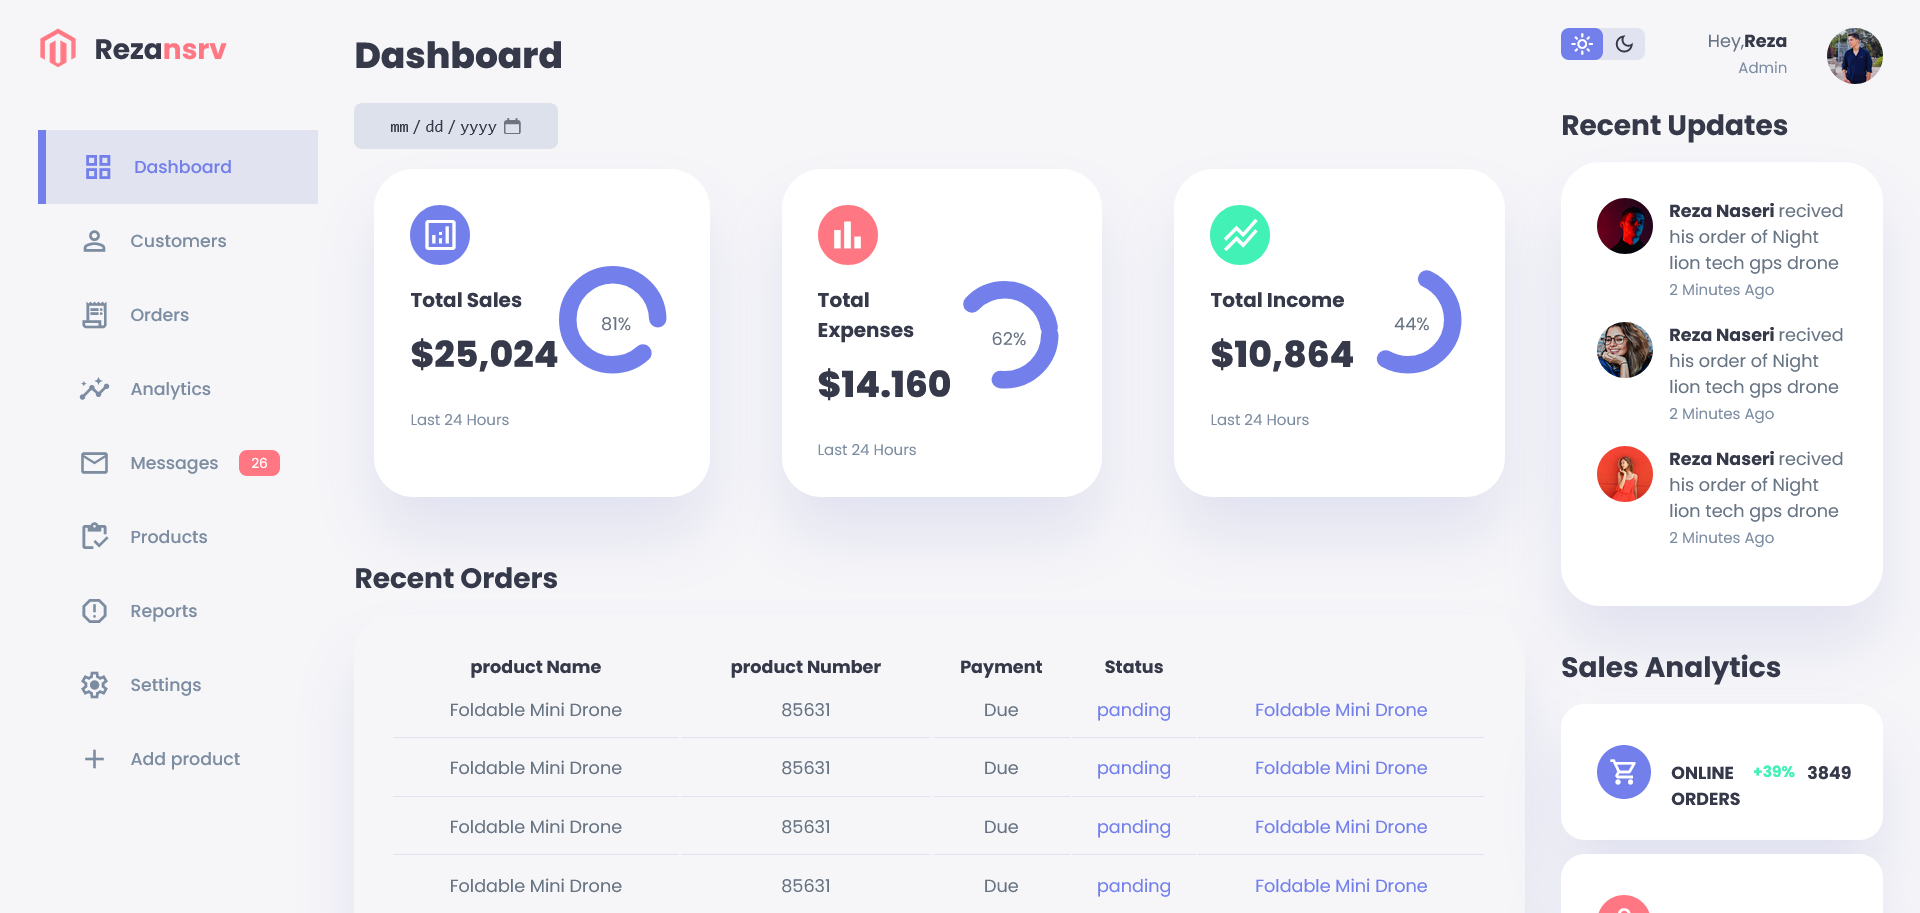 Rezansrv
Dashboard
Customers
Orders
Analytics
Messages 26
Products
Reports
Settings
Add product
Dashboard
mm / dd / yyyy
Total Sales
$25,024
81%
Last 24 Hours
Total
Expenses
$14.160
62%
Last 24 Hours
Total Income
$10,864
44%
Last 24 Hours
Recent Orders
product Name product Number Payment Status
Foldable Mini Drone 85631 Due panding Foldable Mini Drone
Foldable Mini Drone 85631 Due panding Foldable Mini Drone
Foldable Mini Drone 85631 Due panding Foldable Mini Drone
Foldable Mini Drone 85631 Due panding Foldable Mini Drone
Hey,Reza
Admin
Recent Updates
Reza Naseri recived
his order of Night
lion tech gps drone
2 Minutes Ago
Reza Naseri recived
his order of Night
lion tech gps drone
2 Minutes Ago
Reza Naseri recived
his order of Night
lion tech gps drone
2 Minutes Ago
Sales Analytics
ONLINE
ORDERS
+39%
3849